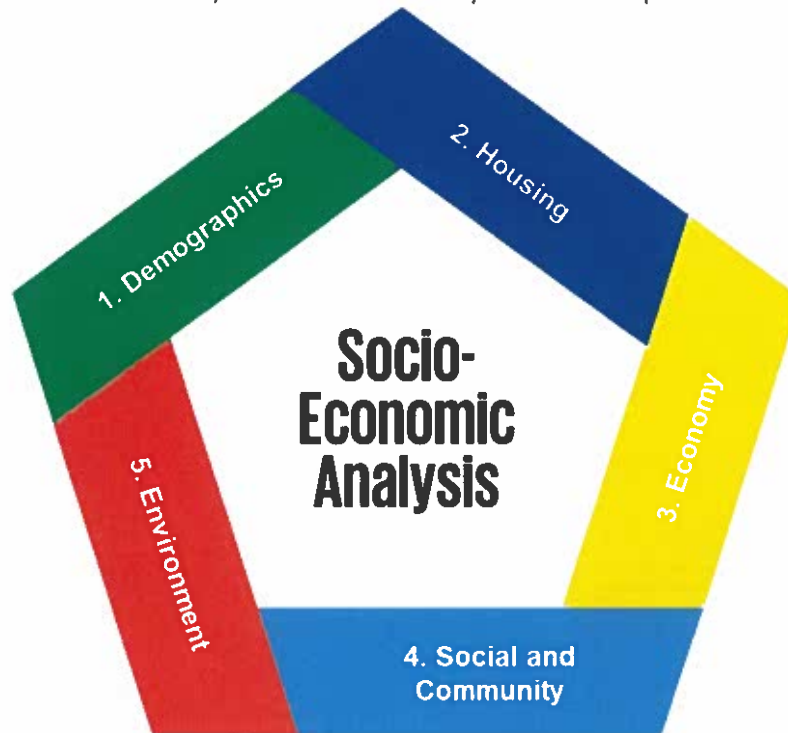 1. Demographics
2. Housing
3. Economy
4. Social and
Community
5. Environment
Socio-
Economic
Analysis